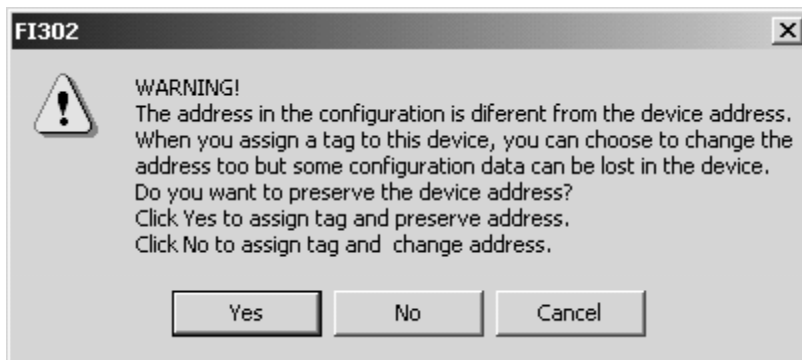 FI302
WARNING!
The address in the configuration is diferent from the device address.
When you assign a tag to this device, you can choose to change the
address too but some configuration data can be lost in the device.
Do you want to preserve the device address?
Click Yes to assign tag and preserve address.
Click No to assign tag and  change address.
Yes
No
Cancel